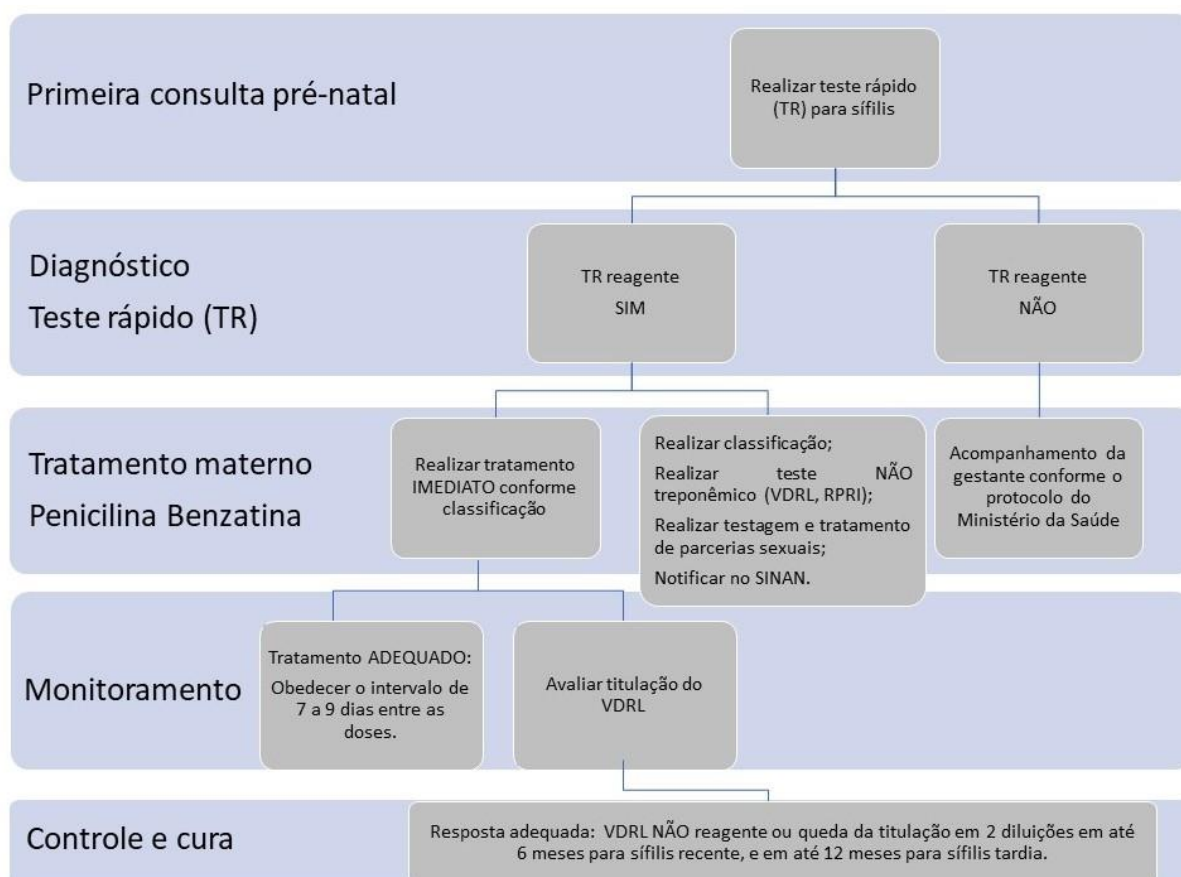 Primeira consulta pré-natal
Realizar teste rápido
(TR) para sífilis
Diagnóstico
Teste rápido (TR)
TR reagente
SIM
TR reagente
NÃO
Tratamento materno
Penicilina Benzatina
Realizar tratamento
IMEDIATO conforme
classificação
Realizar classificação;
Realizar teste NÃO
treponêmico (VDRL, RPRI);
Realizar testagem e tratamento
de parcerias sexuais;
Notificar no SINAN.
Acompanhamento da
gestante conforme o
protocolo do
Ministério da Saúde
Monitoramento
Tratamento ADEQUADO:
Obedecer o intervalo de
7 a 9 dias entre as
doses.
Avaliar titulação do
VDRL
Controle e cura
Resposta adequada: VDRL NÃO reagente ou queda da titulação em 2 diluições em até
6 meses para sífilis recente, e em até 12 meses para sífilis tardia.